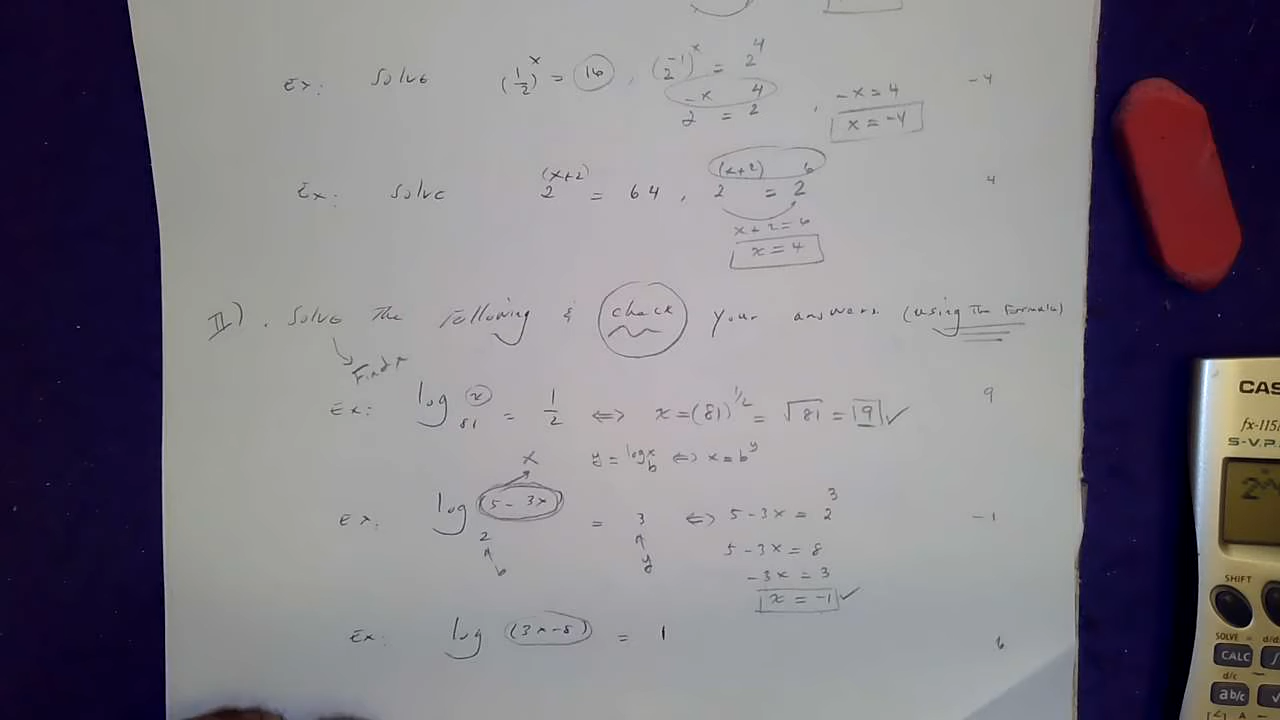 Ex: Solve (1/2)^x = 16 , (2^-1)^x = 2^4 -4
2^-x = 2^4 , -x = 4
x = -4
Ex: Solve 2^(x+2) = 64 , 2^(x+2) = 2^6 4
x + 2 = 6
x = 4
II) . Solve The Following & check your answers (using The Formula)
Find x
Ex: log_81 x = 1/2 ⇔ x = (81)^1/2 = √81 = 9 ✓ 9
x y = log_b x ⇔ x = b^y
Ex: log_2 (5 - 3x) = 3 ⇔ 5 - 3x = 2^3 -1
b y 5 - 3x = 8
-3x = 3
x = -1 ✓
Ex: log (3x-8) = 1 6
CAS
fx-115
S-V.P.
2^
SHIFT
SOLVE = d/d
CALC
d/c
ab/c